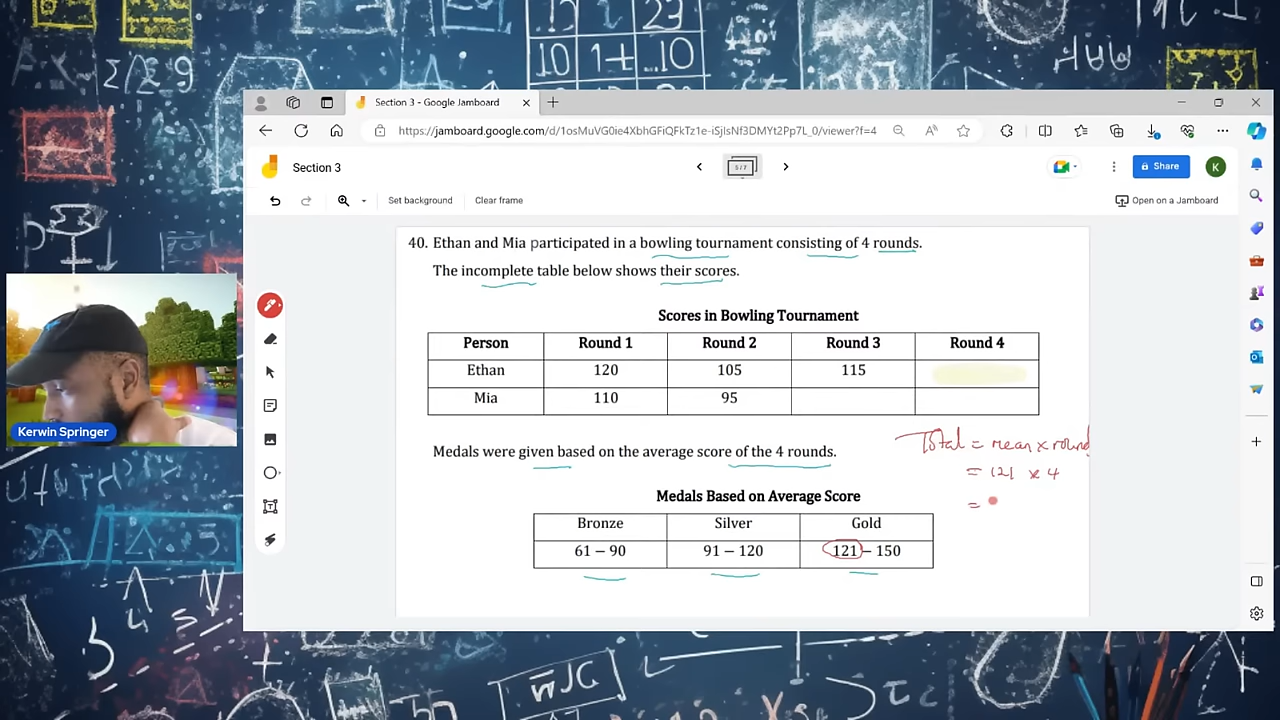 Section 3 - Google Jamboard
https://jamboard.google.com/d/1osMuVG0ie4XbhGFiQFkTz1e-iSjIsNf3DMYt2Pp7L_0/viewer?f=4
Section 3
5 / 7
Share
K
Set background
Clear frame
Open on a Jamboard
40. Ethan and Mia participated in a bowling tournament consisting of 4 rounds.
The incomplete table below shows their scores.
Scores in Bowling Tournament
Person Round 1 Round 2 Round 3 Round 4
Ethan 120 105 115
Mia 110 95
Total = mean x round
= 121 x 4
=
Medals were given based on the average score of the 4 rounds.
Medals Based on Average Score
Bronze Silver Gold
61 – 90 91 – 120 121 – 150
Kerwin Springer